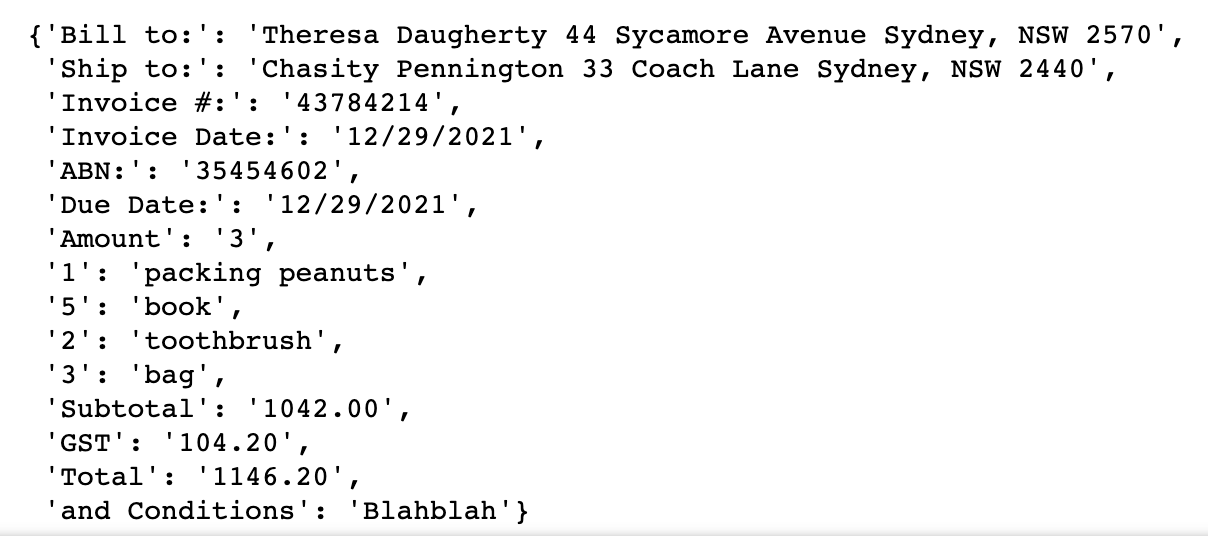 {'Bill to:': 'Theresa Daugherty 44 Sycamore Avenue Sydney, NSW 2570',
'Ship to:': 'Chasity Pennington 33 Coach Lane Sydney, NSW 2440',
'Invoice #:': '43784214',
'Invoice Date:': '12/29/2021',
'ABN:': '35454602',
'Due Date:': '12/29/2021',
'Amount': '3',
'1': 'packing peanuts',
'5': 'book',
'2': 'toothbrush',
'3': 'bag',
'Subtotal': '1042.00',
'GST': '104.20',
'Total': '1146.20',
'and Conditions': 'Blahblah'}